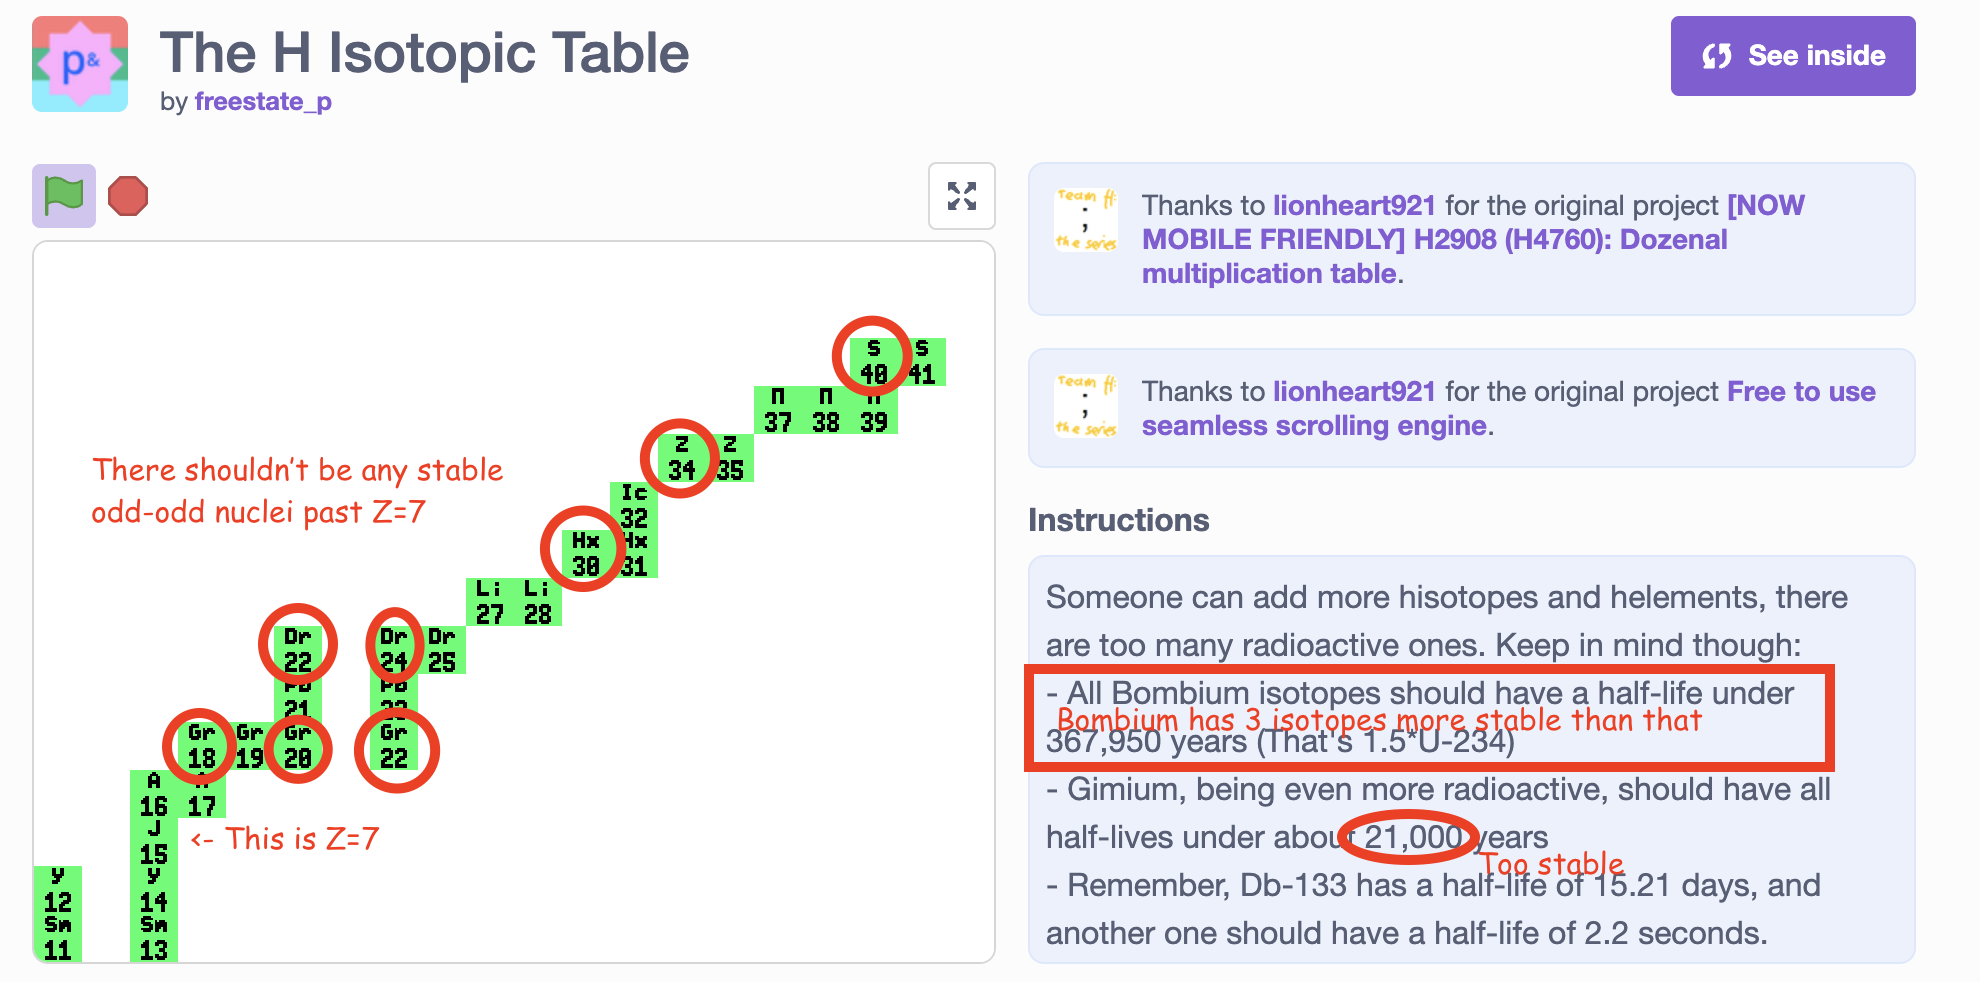 p&
The H Isotopic Table
by freestate_p
See inside
Team H:
;
the series
Thanks to lionheart921 for the original project [NOW
MOBILE FRIENDLY] H2908 (H4760): Dozenal
multiplication table.
Team H:
;
the series
Thanks to lionheart921 for the original project Free to use
seamless scrolling engine.
Instructions
Someone can add more hisotopes and helements, there
are too many radioactive ones. Keep in mind though:
- All Bombium isotopes should have a half-life under
Bombium has 3 isotopes more stable than that
367,950 years (That's 1.5*U-234)
- Gimium, being even more radioactive, should have all
half-lives under about 21,000 years
Too stable
- Remember, Db-133 has a half-life of 15.21 days, and
another one should have a half-life of 2.2 seconds.
S S
40 41
П П П
37 38 39
Z Z
34 35
There shouldn't be any stable
odd-odd nuclei past Z=7
Ic
32
Hx Hx
30 31
Li Li
27 28
Dr Dr Dr
22 24 25
21 23
Gr Gr Gr Gr
18 19 20 22
A A
16 17
J
15
<- This is Z=7
y y
12 14
Sm Sm
11 13